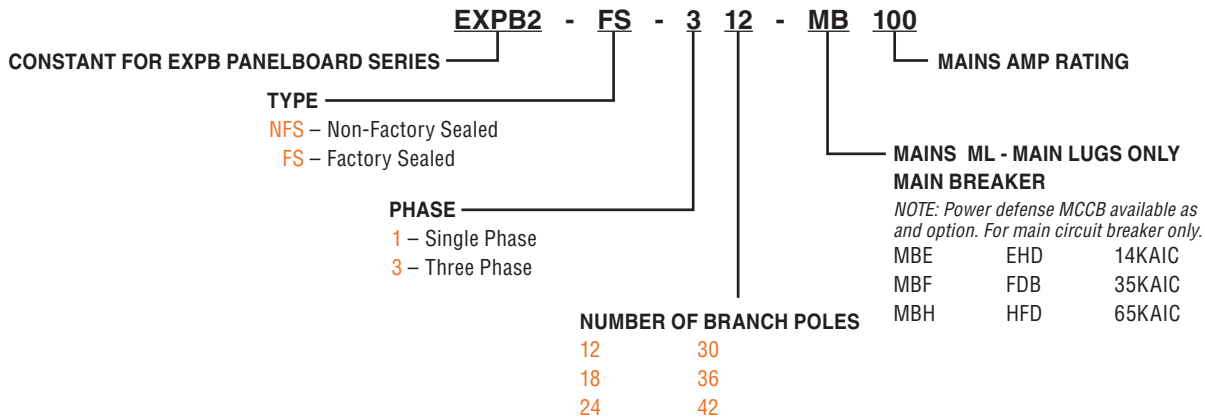 EXPB2 - FS - 3 12 - MB 100
CONSTANT FOR EXPB PANELBOARD SERIES
MAINS AMP RATING
TYPE
NFS – Non-Factory Sealed
FS – Factory Sealed
MAINS ML - MAIN LUGS ONLY
MAIN BREAKER
NOTE: Power defense MCCB available as
and option. For main circuit breaker only.
MBE EHD 14KAIC
MBF FDB 35KAIC
MBH HFD 65KAIC
PHASE
1 – Single Phase
3 – Three Phase
NUMBER OF BRANCH POLES
12 30
18 36
24 42